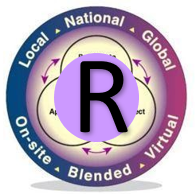 Local ▲ National ▲ Global
R
On-site ▲ Blended ▲ Virtual